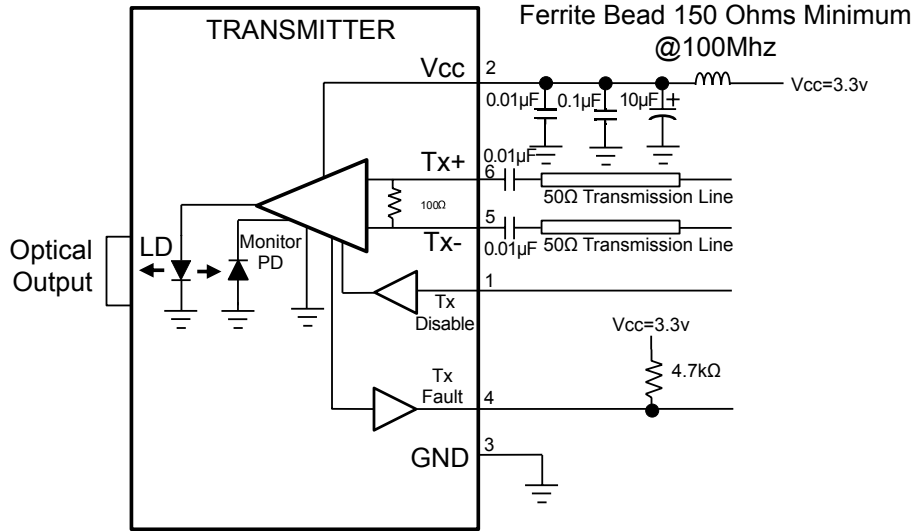 TRANSMITTER
Ferrite Bead 150 Ohms Minimum
@100Mhz
Vcc
2
Vcc=3.3v
0.01µF
0.1µF
10µF
+
Tx+
0.01µF
6
50Ω Transmission Line
100Ω
5
Tx-
0.01µF
50Ω Transmission Line
Optical
Output
LD
Monitor
PD
1
Tx
Disable
Vcc=3.3v
4.7kΩ
Tx
Fault
4
3
GND